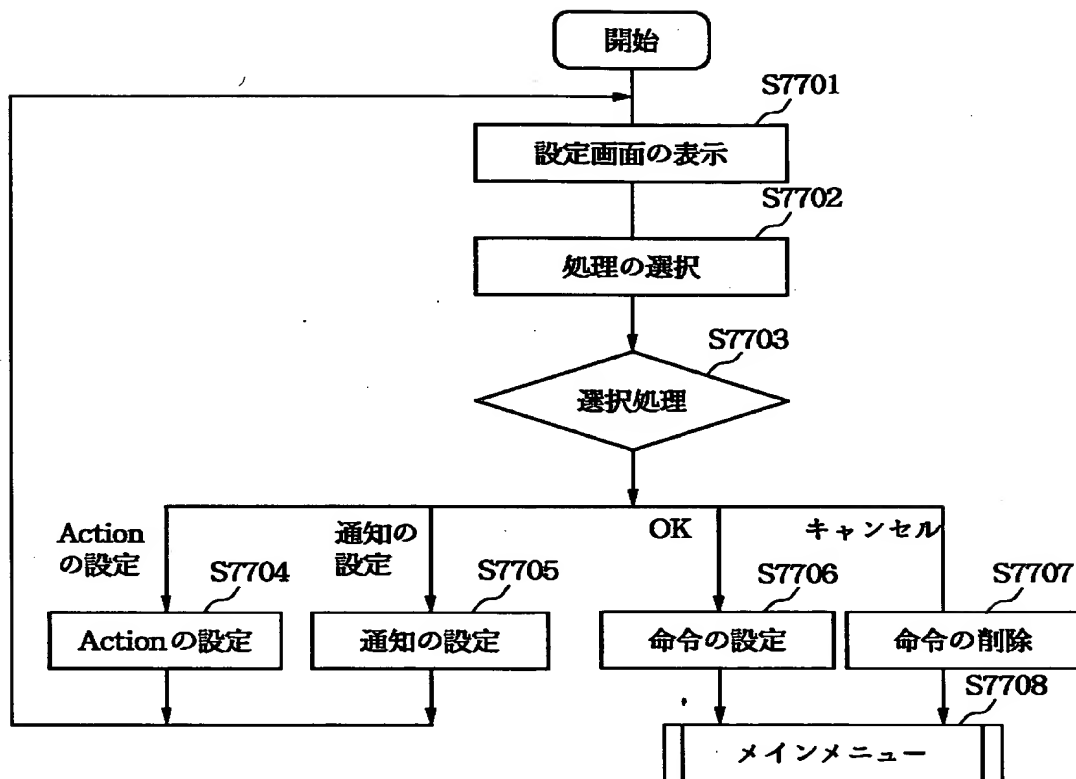 開始
S7701
設定画面の表示
S7702
処理の選択
S7703
選択処理
Action
の設定
通知の
設定
OK
キャンセル
S7704
S7705
S7706
S7707
Actionの設定
通知の設定
命令の設定
命令の削除
S7708
メインメニュー